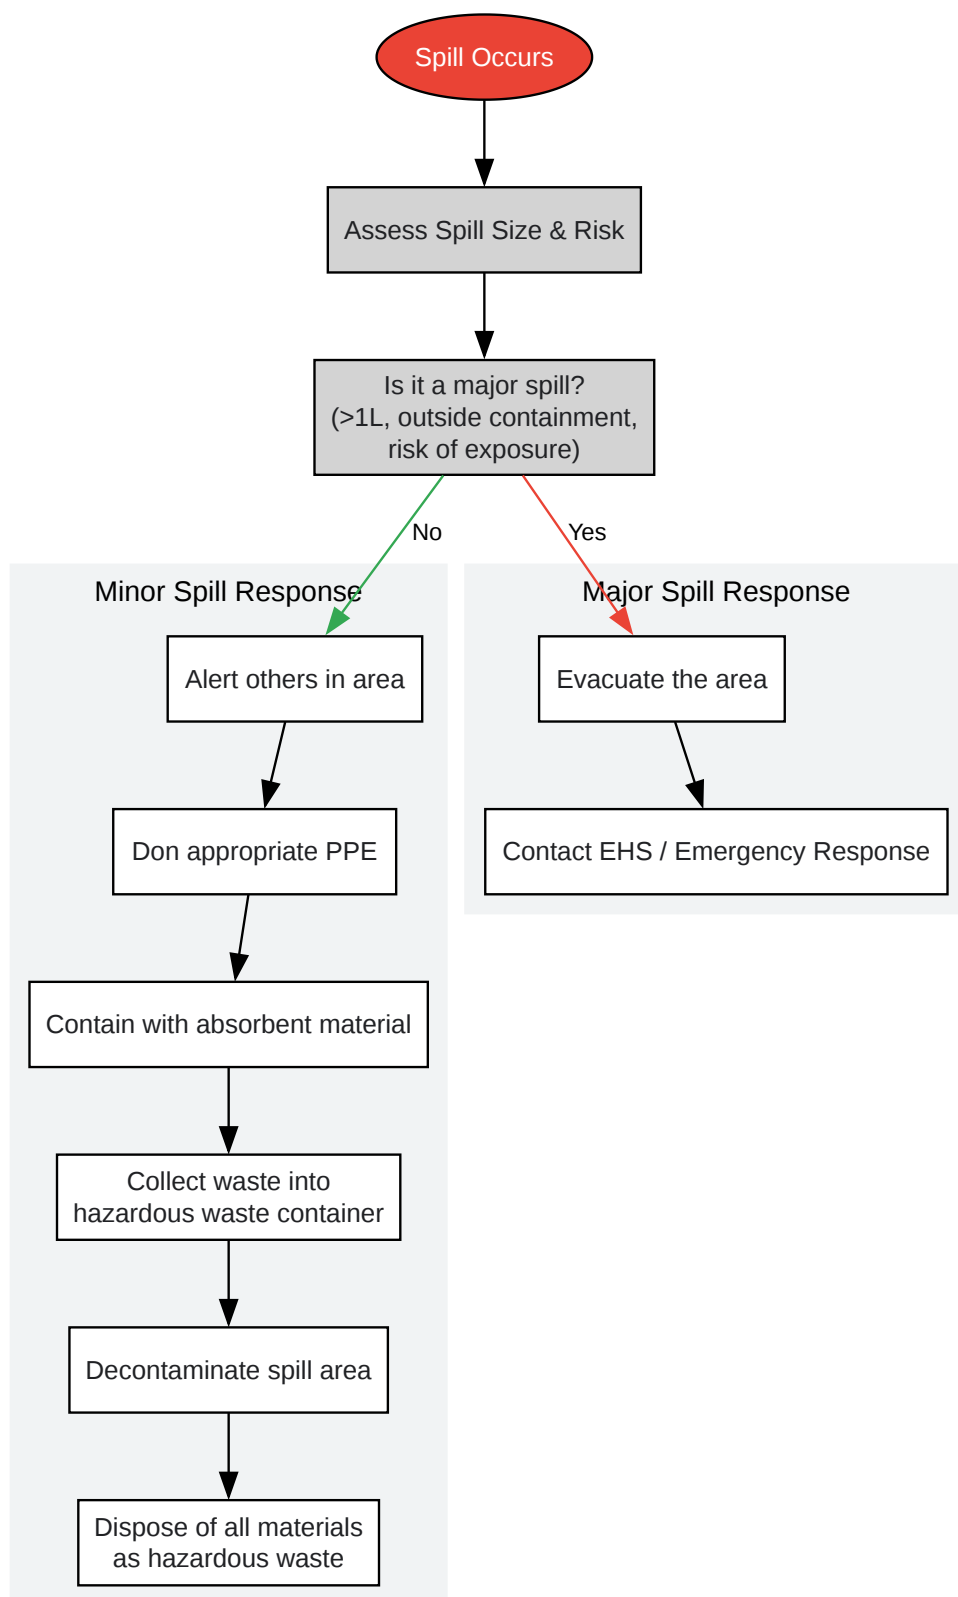 Spill Occurs
Assess Spill Size & Risk
Is it a major spill?
(>1L, outside containment,
risk of exposure)
No
Yes
Minor Spill Response
Alert others in area
Don appropriate PPE
Contain with absorbent material
Collect waste into
hazardous waste container
Decontaminate spill area
Dispose of all materials
as hazardous waste
Major Spill Response
Evacuate the area
Contact EHS / Emergency Response